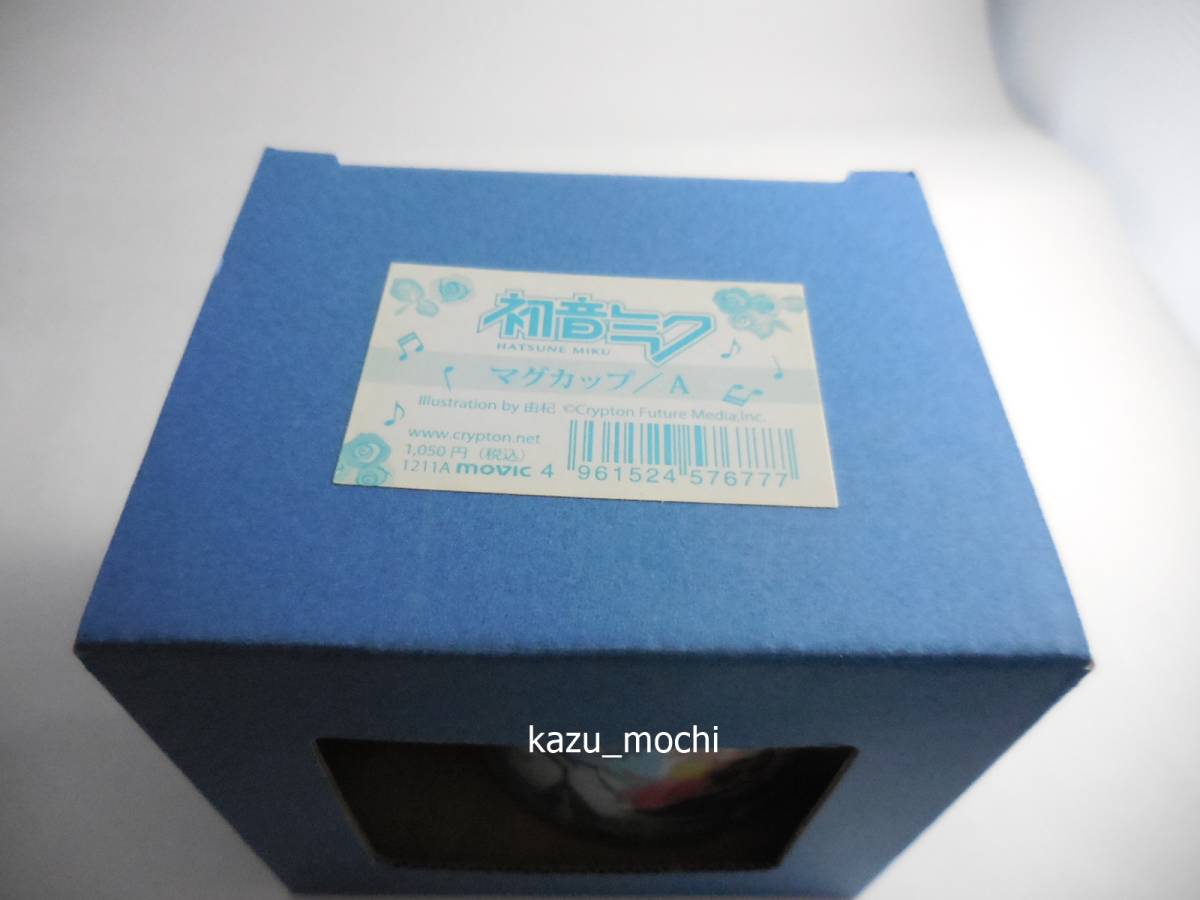 初音ミク
HATSUNE MIKU
マグカップ／A
Illustration by 由杞 ©Crypton Future Media,Inc.
www.crypton.net
1,050円（税込）
1211A movic 4 961524 576777
kazu_mochi